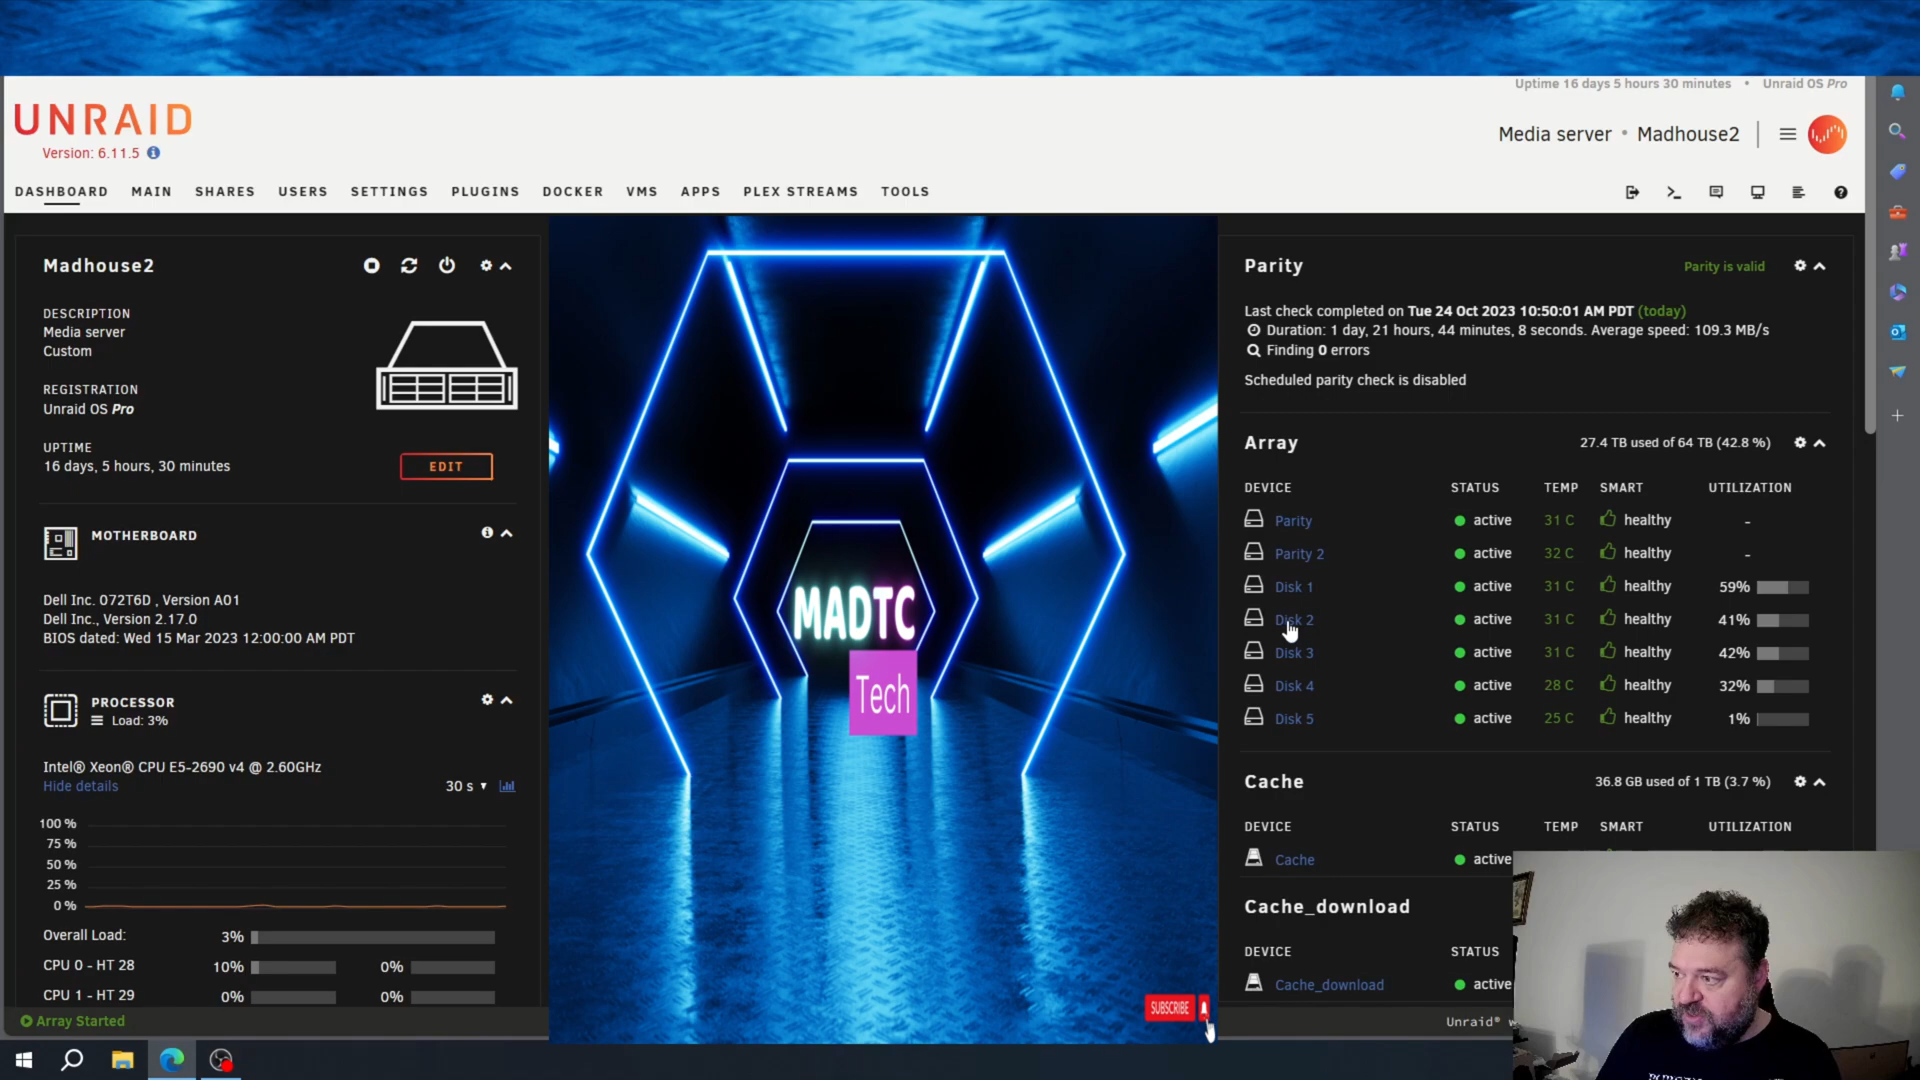 Uptime 16 days 5 hours 30 minutes • Unraid OS Pro
UNRAID
Version: 6.11.5
Media server • Madhouse2
DASHBOARD MAIN SHARES USERS SETTINGS PLUGINS DOCKER VMS APPS PLEX STREAMS TOOLS
Madhouse2
DESCRIPTION
Media server
Custom
REGISTRATION
Unraid OS Pro
UPTIME
16 days, 5 hours, 30 minutes
EDIT
MOTHERBOARD
Dell Inc. 072T6D , Version A01
Dell Inc., Version 2.17.0
BIOS dated: Wed 15 Mar 2023 12:00:00 AM PDT
PROCESSOR
Load: 3%
Intel® Xeon® CPU E5-2690 v4 @ 2.60GHz
Hide details 30 s
100 %
75 %
50 %
25 %
0 %
Overall Load: 3%
CPU 0 - HT 28 10% 0%
CPU 1 - HT 29 0% 0%
Array Started
MADTC
Tech
SUBSCRIBE
Parity Parity is valid
Last check completed on Tue 24 Oct 2023 10:50:01 AM PDT (today)
Duration: 1 day, 21 hours, 44 minutes, 8 seconds. Average speed: 109.3 MB/s
Finding 0 errors
Scheduled parity check is disabled
Array 27.4 TB used of 64 TB (42.8 %)
DEVICE STATUS TEMP SMART UTILIZATION
Parity active 31 C healthy -
Parity 2 active 32 C healthy -
Disk 1 active 31 C healthy 59%
Disk 2 active 31 C healthy 41%
Disk 3 active 31 C healthy 42%
Disk 4 active 28 C healthy 32%
Disk 5 active 25 C healthy 1%
Cache 36.8 GB used of 1 TB (3.7 %)
DEVICE STATUS TEMP SMART UTILIZATION
Cache active
Cache_download
DEVICE STATUS
Cache_download active
Unraid®